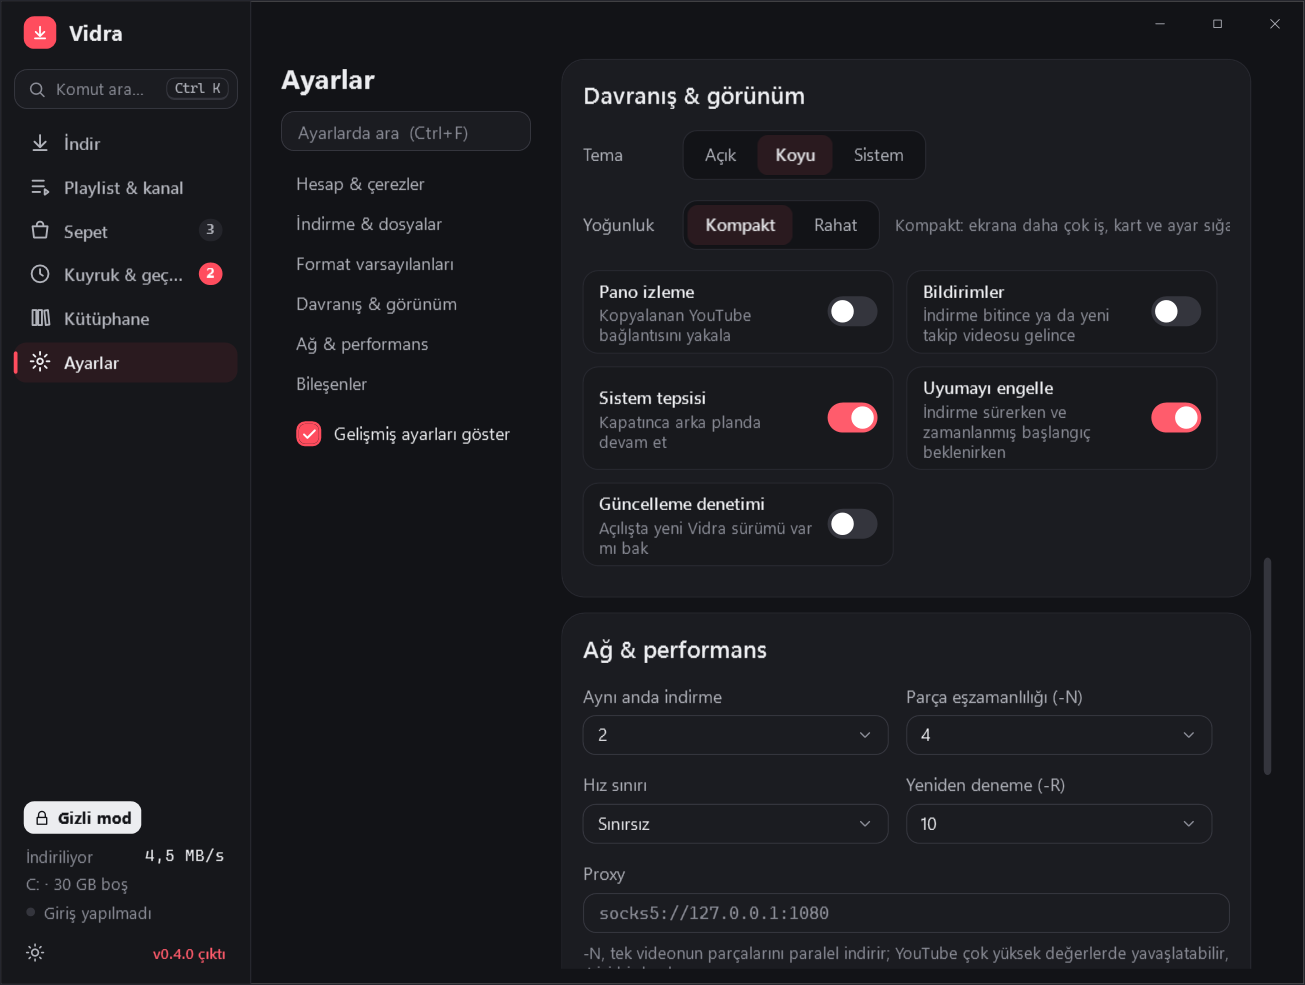 Vidra
Komut ara... Ctrl K
İndir
Playlist & kanal
Sepet 3
Kuyruk & geç... 2
Kütüphane
Ayarlar
Gizli mod
İndiriliyor 4,5 MB/s
C: · 30 GB boş
Giriş yapılmadı
v0.4.0 çıktı
Ayarlar
Ayarlarda ara (Ctrl+F)
Hesap & çerezler
İndirme & dosyalar
Format varsayılanları
Davranış & görünüm
Ağ & performans
Bileşenler
Gelişmiş ayarları göster
Davranış & görünüm
Tema Açık Koyu Sistem
Yoğunluk Kompakt Rahat Kompakt: ekrana daha çok iş, kart ve ayar sığa
Pano izleme
Kopyalanan YouTube
bağlantısını yakala
Bildirimler
İndirme bitince ya da yeni
takip videosu gelince
Sistem tepsisi
Kapatınca arka planda
devam et
Uyumayı engelle
İndirme sürerken ve
zamanlanmış başlangıç
beklenirken
Güncelleme denetimi
Açılışta yeni Vidra sürümü var
mı bak
Ağ & performans
Aynı anda indirme
2
Parça eşzamanlılığı (-N)
4
Hız sınırı
Sınırsız
Yeniden deneme (-R)
10
Proxy
socks5://127.0.0.1:1080
-N, tek videonun parçalarını paralel indirir; YouTube çok yüksek değerlerde yavaşlatabilir,